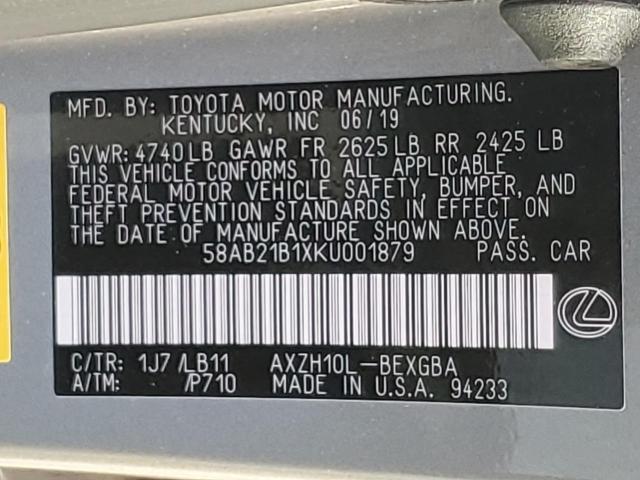 MFD. BY: TOYOTA MOTOR MANUFACTURING.
KENTUCKY, INC 06/19
GVWR: 4740LB GAWR FR 2625LB RR 2425 LB
THIS VEHICLE CONFORMS TO ALL APPLICABLE
FEDERAL MOTOR VEHICLE SAFETY, BUMPER, AND
THEFT PREVENTION STANDARDS IN EFFECT ON
THE DATE OF MANUFACTURE SHOWN ABOVE.
58AB21B1XKU001879 PASS. CAR
C/TR: 1J7 /LB11 AXZH10L-BEXGBA
A/TM: /P710 MADE IN U.S.A. 94233